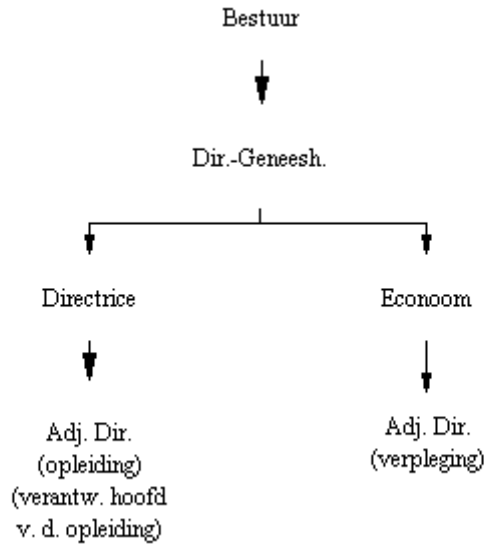 Bestuur
Dir.-Geneesh.
Directrice
Econoom
Adj. Dir.
(opleiding)
(verantw. hoofd
v. d. opleiding)
Adj. Dir.
(verpleging)